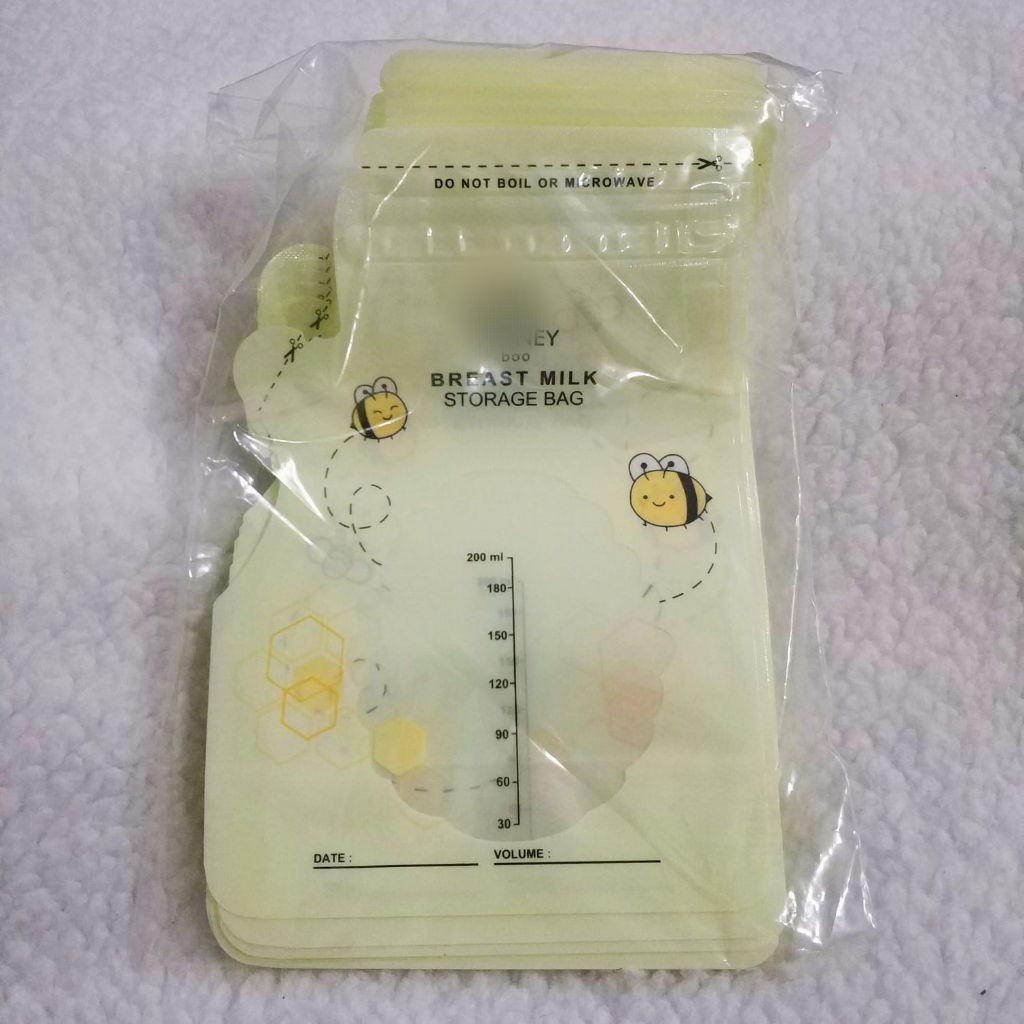 DO NOT BOIL OR MICROWAVE
DOO
BREAST MILK
STORAGE BAG
200 ml
180
150
120
90
60
30
DATE :
VOLUME :